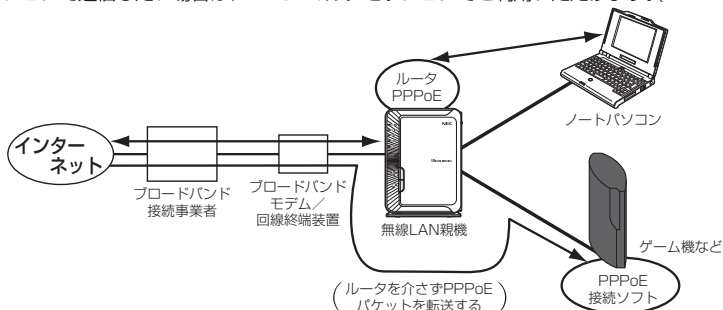 ルータ
PPPoE
ノートパソコン
インター
ネット
ブロードバンド
接続事業者
ブロードバンド
モデム／
回線終端装置
NEC
無線LAN親機
ゲーム機など
PPPoE
接続ソフト
ルータを介さずPPPoE
パケットを転送する